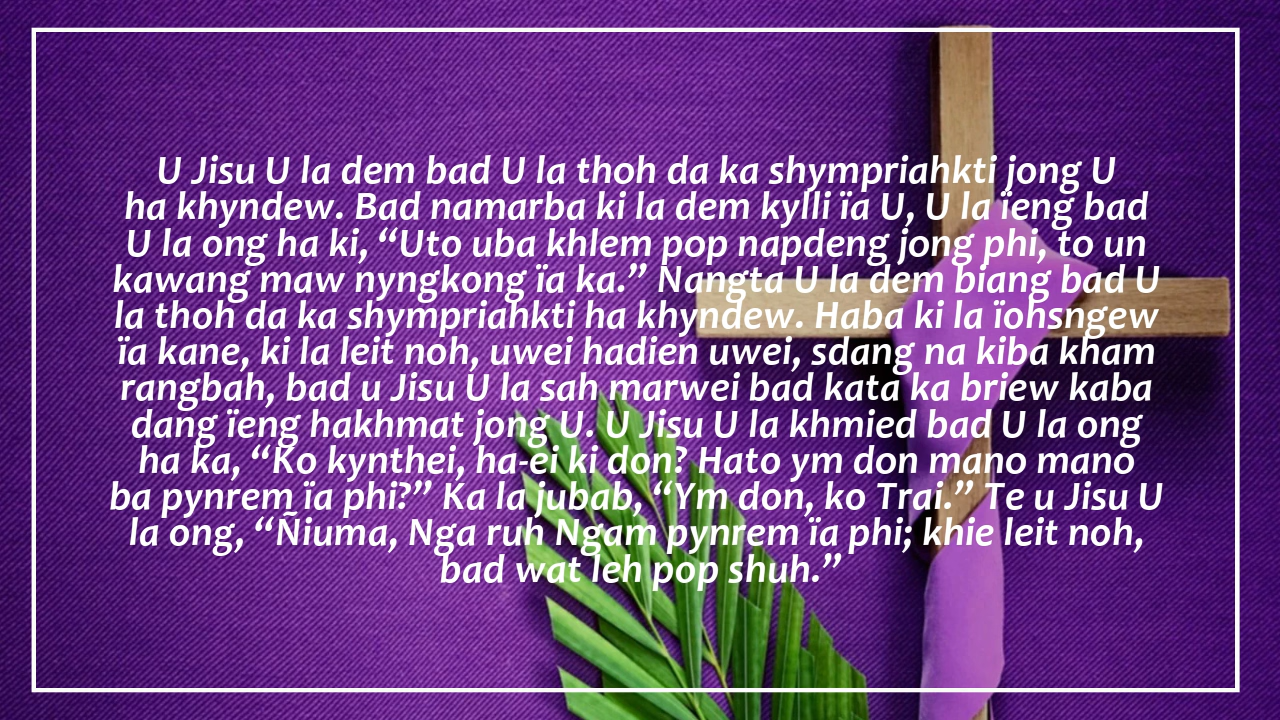 U Jisu U la dem bad U la thoh da ka shympriahkti jong U
ha khyndew. Bad namarba ki la dem kylli ïa U, U la ïeng bad
U la ong ha ki, “Uto uba khlem pop napdeng jong phi, to un
kawang maw nyngkong ïa ka.” Nangta U la dem biang bad U
la thoh da ka shympriahkti ha khyndew. Haba ki la ïohsngew
ïa kane, ki la leit noh, uwei hadien uwei, sdang na kiba kham
rangbah, bad u Jisu U la sah marwei bad kata ka briew kaba
dang ïeng hakhmat jong U. U Jisu U la khmied bad U la ong
ha ka, “Ko kynthei, ha-ei ki don? Hato ym don mano mano
ba pynrem ïa phi?” Ka la jubab, “Ym don, ko Trai.” Te u Jisu U
la ong, “Ñiuma, Nga ruh Ngam pynrem ïa phi; khie leit noh,
bad wat leh pop shuh.”